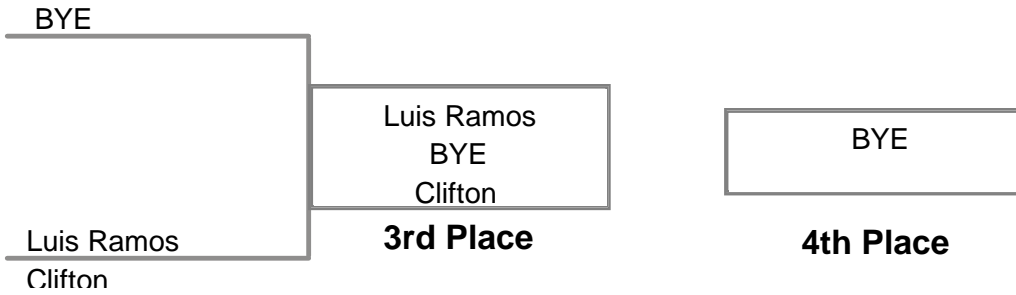 BYE
Luis Ramos
BYE
Clifton
3rd Place
BYE
4th Place
Luis Ramos
Clifton